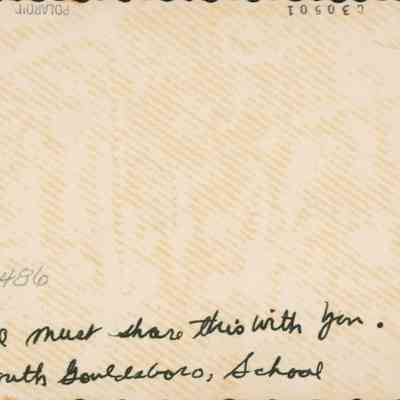 POLAROID
C30501
486
must share this with you.
outh Gouldsboro, School